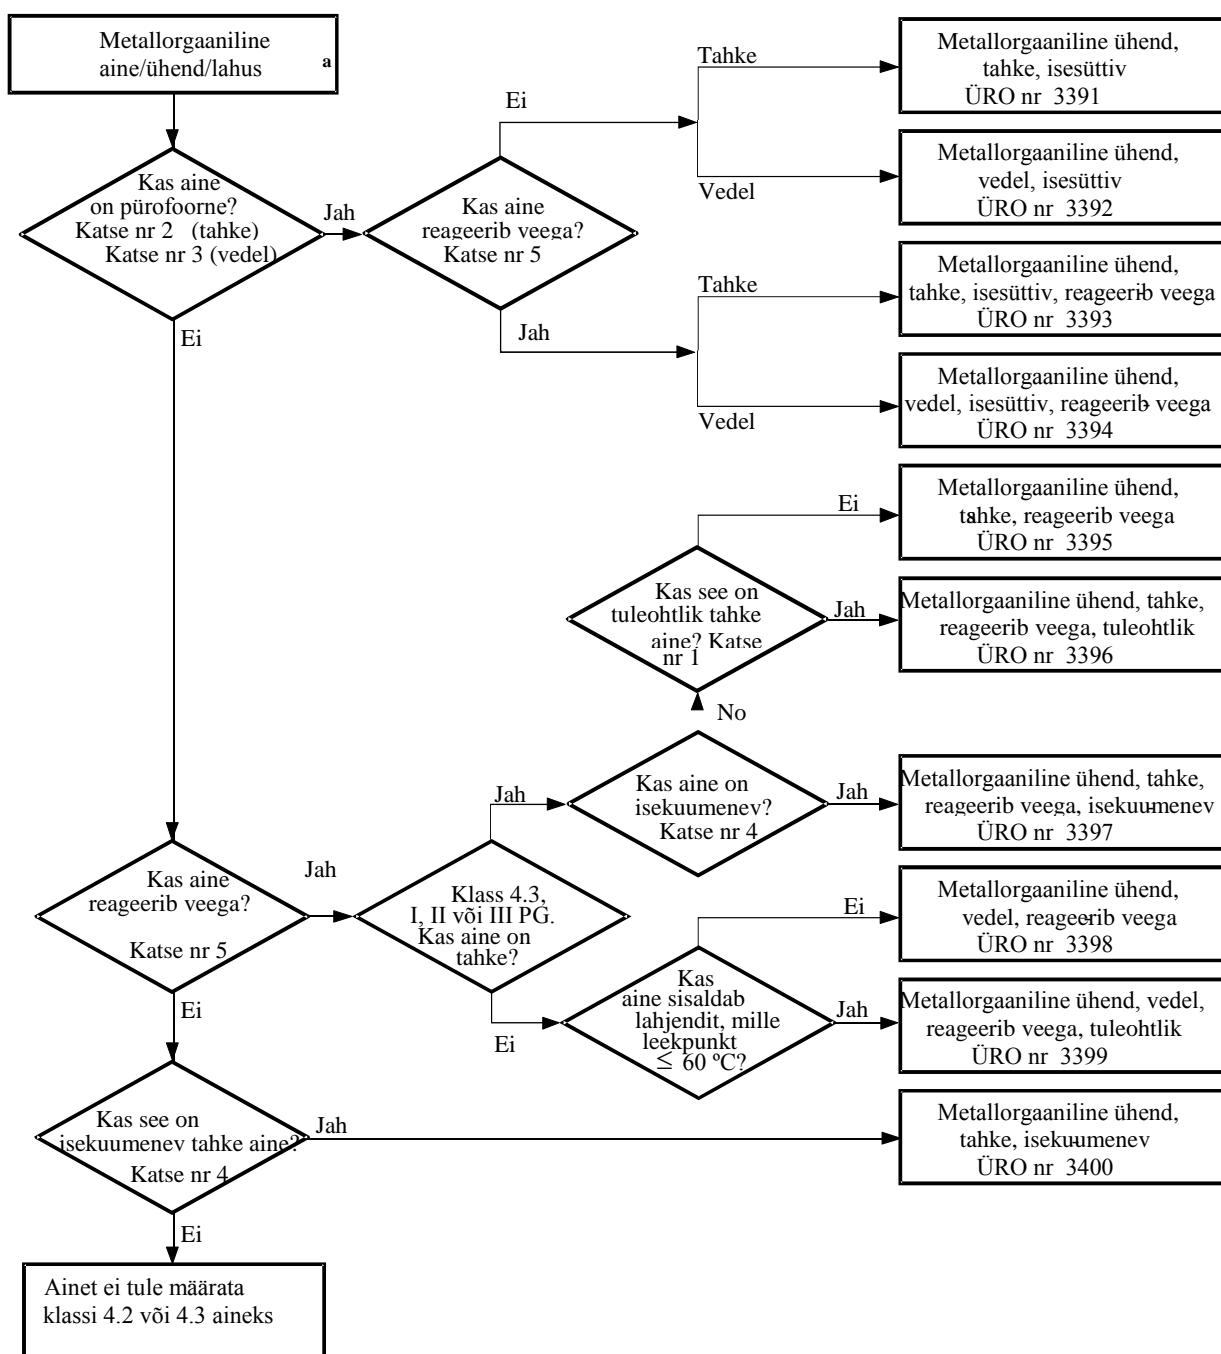 Metallorgaaniline
aine/ühend/lahus a
Kas aine
on pürofoorne?
Katse nr 2 (tahke)
Katse nr 3 (vedel)
Jah
Ei
Kas aine
reageerib veega?
Katse nr 5
Ei
Jah
Tahke
Vedel
Tahke
Vedel
Metallorgaaniline ühend,
tahke, isesüttiv
ÜRO nr 3391
Metallorgaaniline ühend,
vedel, isesüttiv
ÜRO nr 3392
Metallorgaaniline ühend,
tahke, isesüttiv, reageerib veega
ÜRO nr 3393
Metallorgaaniline ühend,
vedel, isesüttiv, reageerib veega
ÜRO nr 3394
Ei
Metallorgaaniline ühend,
tahke, reageerib veega
ÜRO nr 3395
Kas see on
tuleohtlik tahke
aine? Katse
nr 1
Jah
Metallorgaaniline ühend, tahke,
reageerib veega, tuleohtlik
ÜRO nr 3396
No
Kas aine on
isekuumenev?
Katse nr 4
Jah
Jah
Metallorgaaniline ühend, tahke,
reageerib veega, isekuumenev
ÜRO nr 3397
Kas aine
reageerib veega?
Katse nr 5
Jah
Ei
Klass 4.3,
I, II või III PG.
Kas aine on
tahke?
Ei
Ei
Metallorgaaniline ühend,
vedel, reageerib veega
ÜRO nr 3398
Kas
aine sisaldab
lahjendit, mille
leekpunkt
≤ 60 ºC?
Jah
Metallorgaaniline ühend, vedel,
reageerib veega, tuleohtlik
ÜRO nr 3399
Kas see on
isekuumenev tahke aine?
Katse nr 4
Jah
Metallorgaaniline ühend,
tahke, isekuumenev
ÜRO nr 3400
Ei
Ainet ei tule määrata
klassi 4.2 või 4.3 aineks